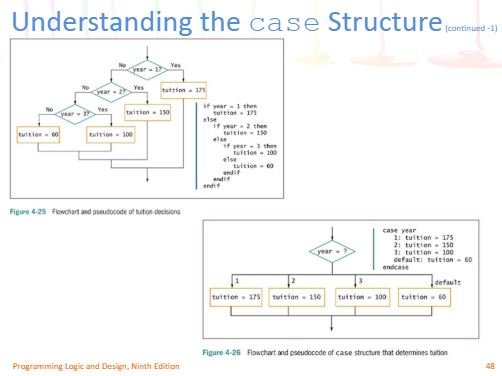 Understanding the case Structure (continued -1)
No year = 1? Yes
No year = 2? Yes
tuition = 175
No year = 3? Yes
tuition = 150
tuition = 60
tuition = 100
if year = 1 then
tuition = 175
else
if year = 2 then
tuition = 150
else
if year = 3 then
tuition = 100
else
tuition = 60
endif
endif
endif
Figure 4-25 Flowchart and pseudocode of tuition decisions
year = ?
case year
1: tuition = 175
2: tuition = 150
3: tuition = 100
default: tuition = 60
endcase
1 2 3 default
tuition = 175 tuition = 150 tuition = 100 tuition = 60
Figure 4-26 Flowchart and pseudocode of case structure that determines tuition
Programming Logic and Design, Ninth Edition 48